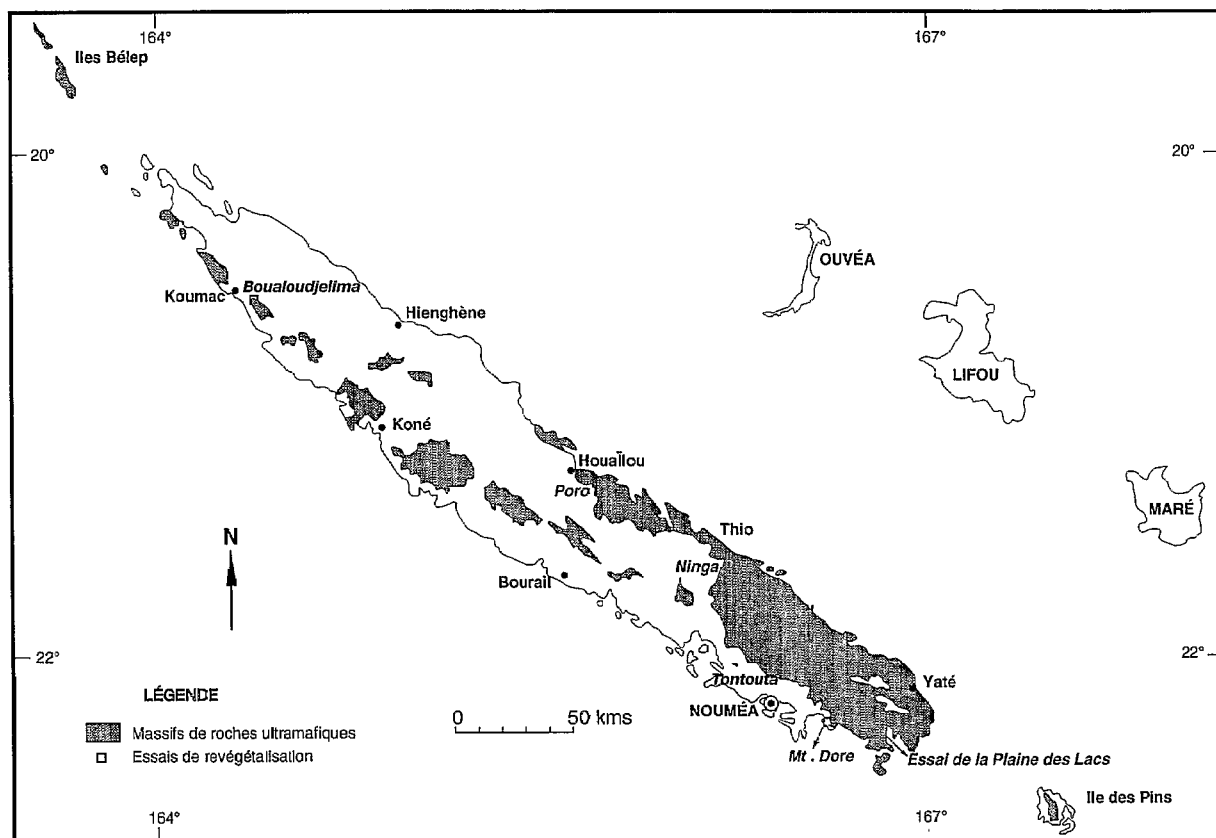 164°
167°
Iles Bélep
20°
20°
OUVÉA
Koumac
Boualoudjelima
Hienghène
LIFOU
Koné
Houaïlou
Poro
MARÉ
Thio
N
Ninga
Bourail
22°
22°
Yaté
Tontouta
LÉGENDE
NOUMÉA
0 50 kms
Massifs de roches ultramafiques
Essais de revégétalisation
Mt. Dore
Essai de la Plaine des Lacs
Ile des Pins
164°
167°